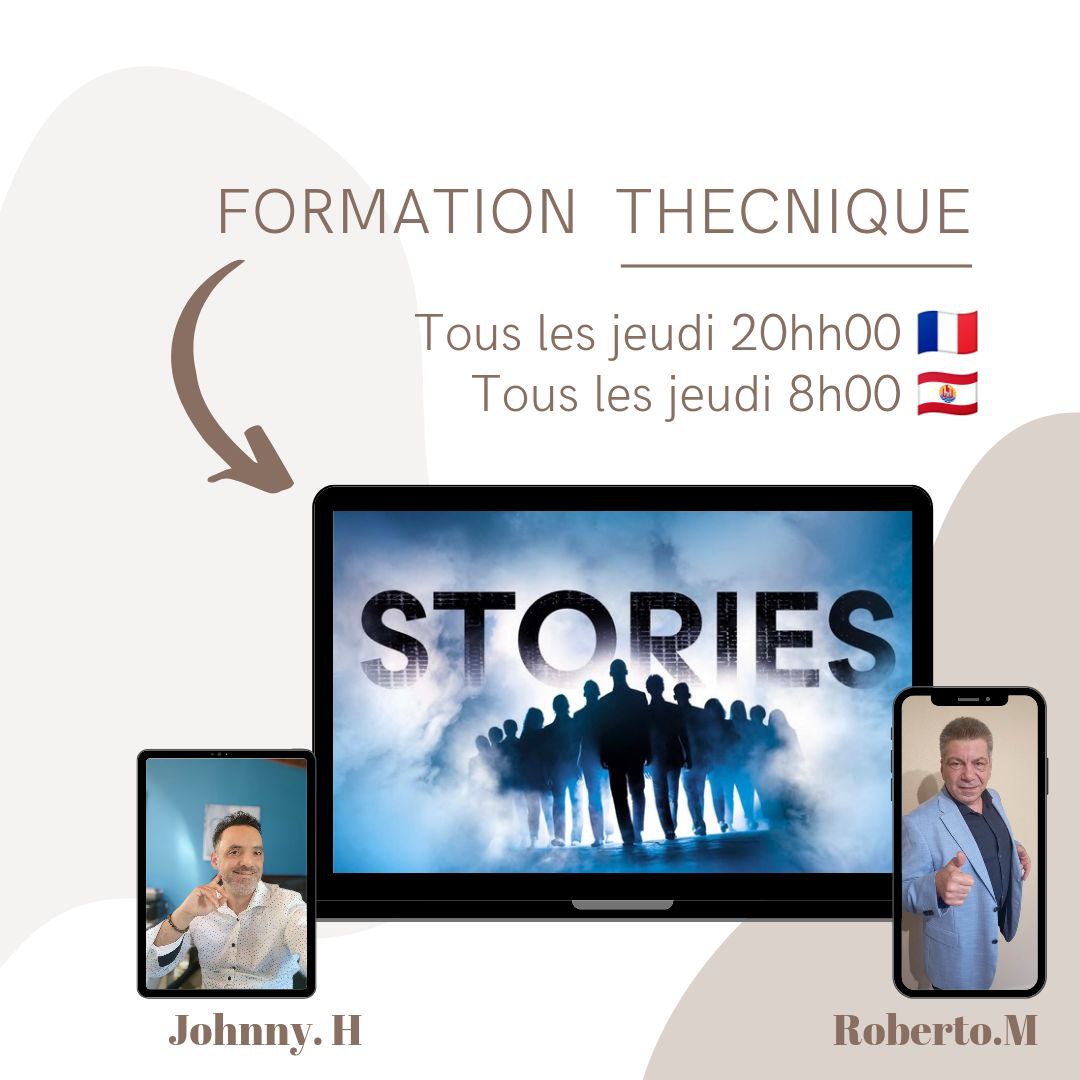 FORMATION THECNIQUE
Tous les jeudi 20hh00
Tous les jeudi 8h00
STORIES
Johnny. H
Roberto.M